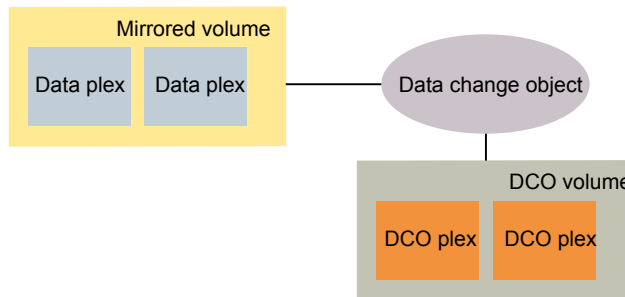 Mirrored volume
Data plex
Data plex
Data change object
DCO volume
DCO plex
DCO plex